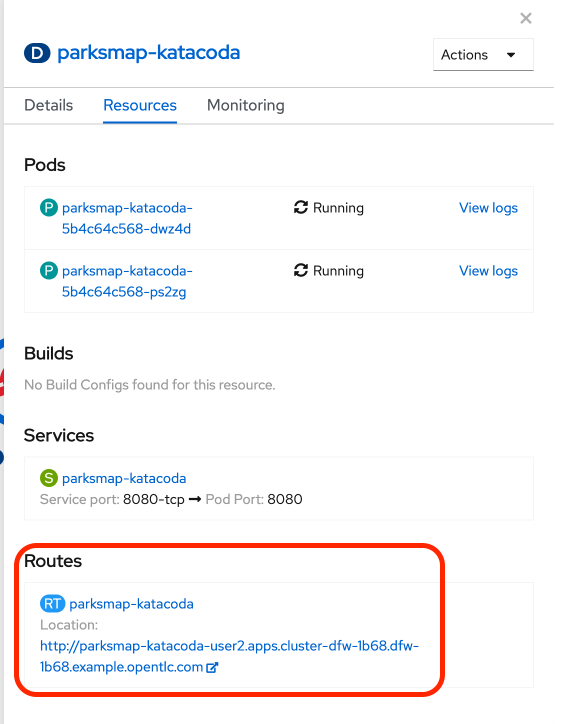 D parksmap-katacoda
Actions
Details Resources Monitoring
Pods
P parksmap-katacoda- Running View logs
5b4c64c568-dwz4d
P parksmap-katacoda- Running View logs
5b4c64c568-ps2zg
Builds
No Build Configs found for this resource.
Services
S parksmap-katacoda
Service port: 8080-tcp → Pod Port: 8080
Routes
RT parksmap-katacoda
Location:
http://parksmap-katacoda-user2.apps.cluster-dfw-1b68.dfw-
1b68.example.opentlc.com